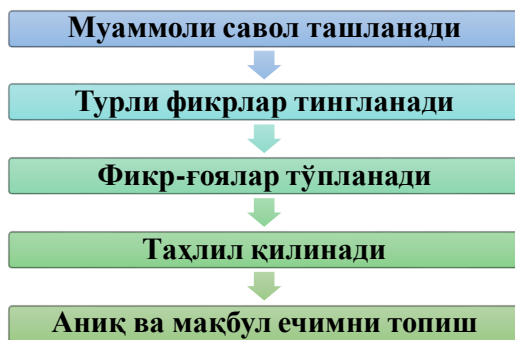 Муаммоли савол ташланади
Турли фикрлар тингланади
Фикр-ғоялар тўпланади
Таҳлил қилинади
Аниқ ва мақбул ечимни топиш